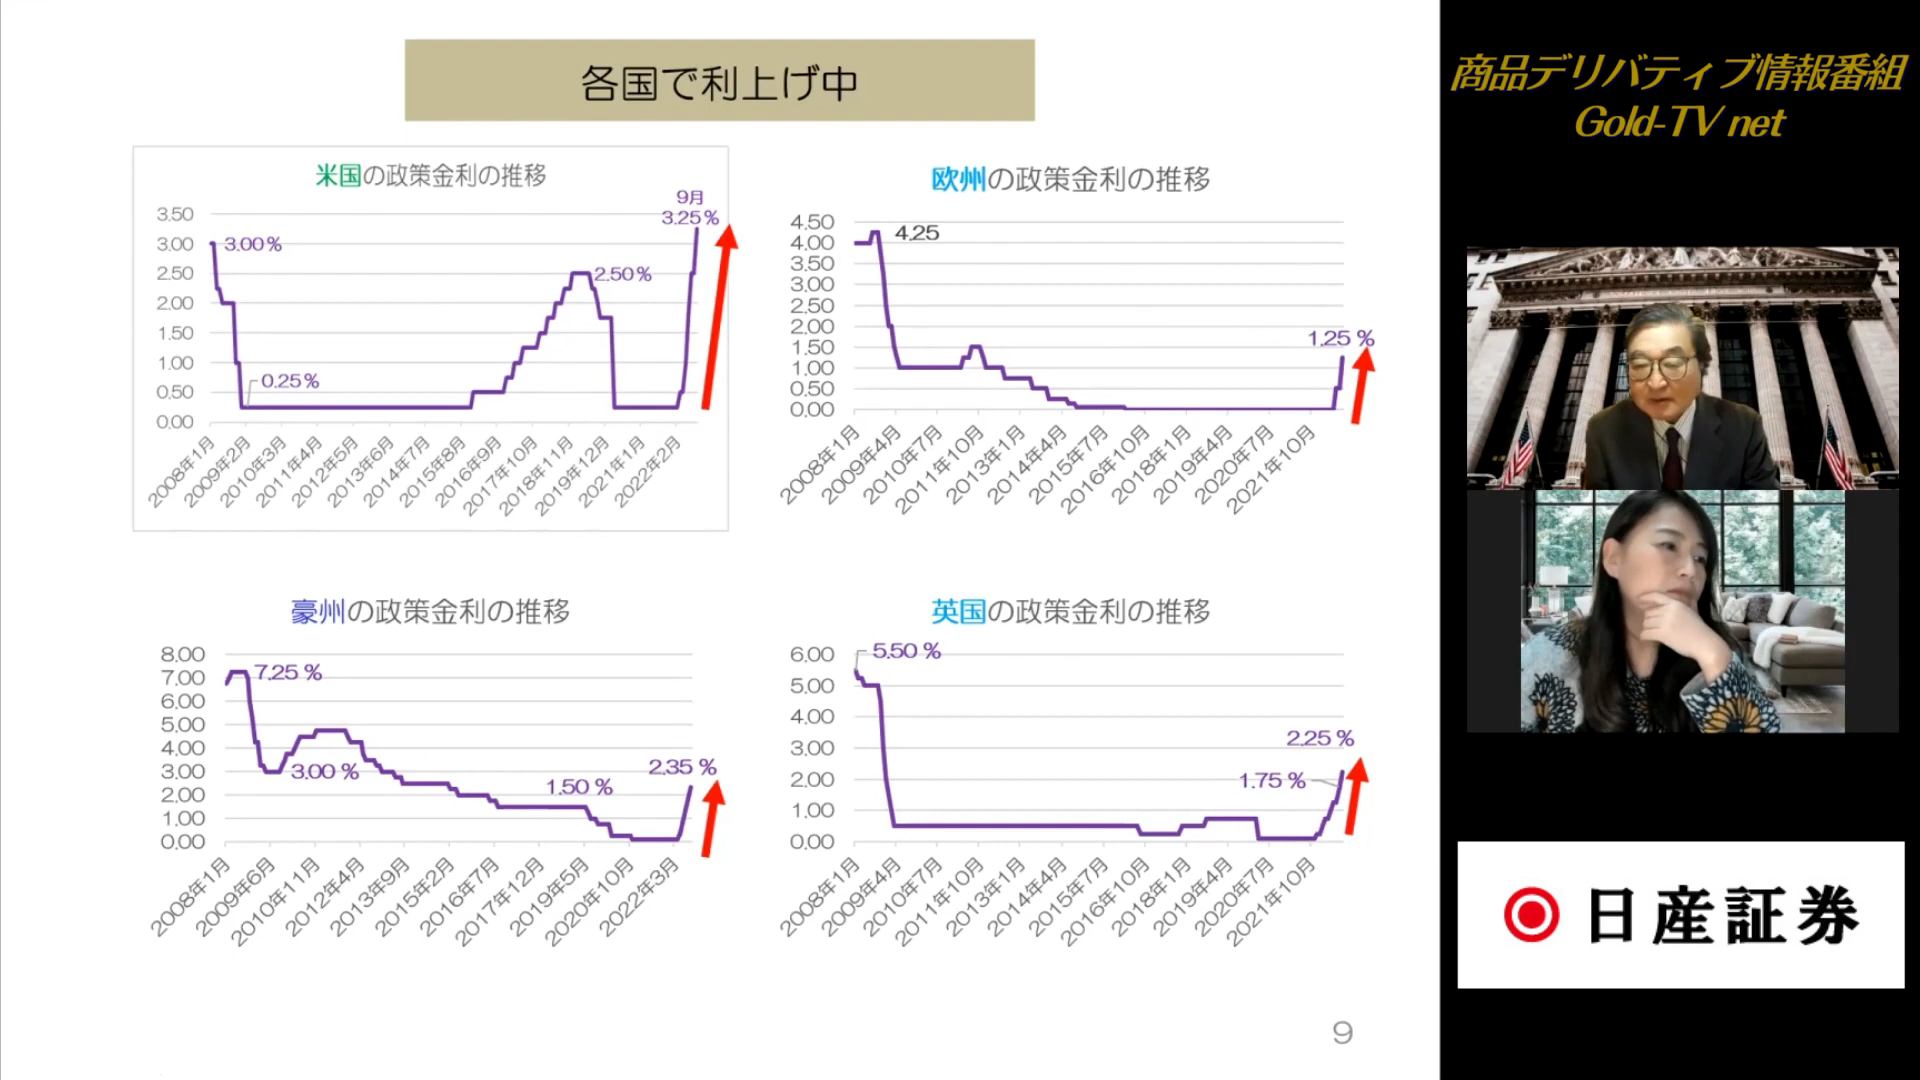 各国で利上げ中
米国の政策金利の推移
9月
3.25%
3.50
3.00
2.50
2.00
1.50
1.00
0.50
0.00
3.00%
2.50%
0.25%
2008年1月
2009年2月
2010年3月
2011年4月
2012年5月
2013年6月
2014年7月
2015年8月
2016年9月
2017年10月
2018年11月
2019年12月
2021年1月
2022年2月
欧州の政策金利の推移
4.50
4.00
3.50
3.00
2.50
2.00
1.50
1.00
0.50
0.00
4.25
1.25 %
2008年1月
2009年4月
2010年7月
2011年10月
2013年1月
2014年4月
2015年7月
2016年10月
2018年1月
2019年4月
2020年7月
2021年10月
豪州の政策金利の推移
8.00
7.00
6.00
5.00
4.00
3.00
2.00
1.00
0.00
7.25 %
3.00 %
1.50 %
2.35 %
2008年1月
2009年6月
2010年11月
2012年4月
2013年9月
2015年2月
2016年7月
2017年12月
2019年5月
2020年10月
2022年3月
英国の政策金利の推移
6.00
5.00
4.00
3.00
2.00
1.00
0.00
5.50 %
2.25 %
1.75 %
2008年1月
2009年4月
2010年7月
2011年10月
2013年1月
2014年4月
2015年7月
2016年10月
2018年1月
2019年4月
2020年7月
2021年10月
9
商品デリバティブ情報番組
Gold-TV net
日産証券